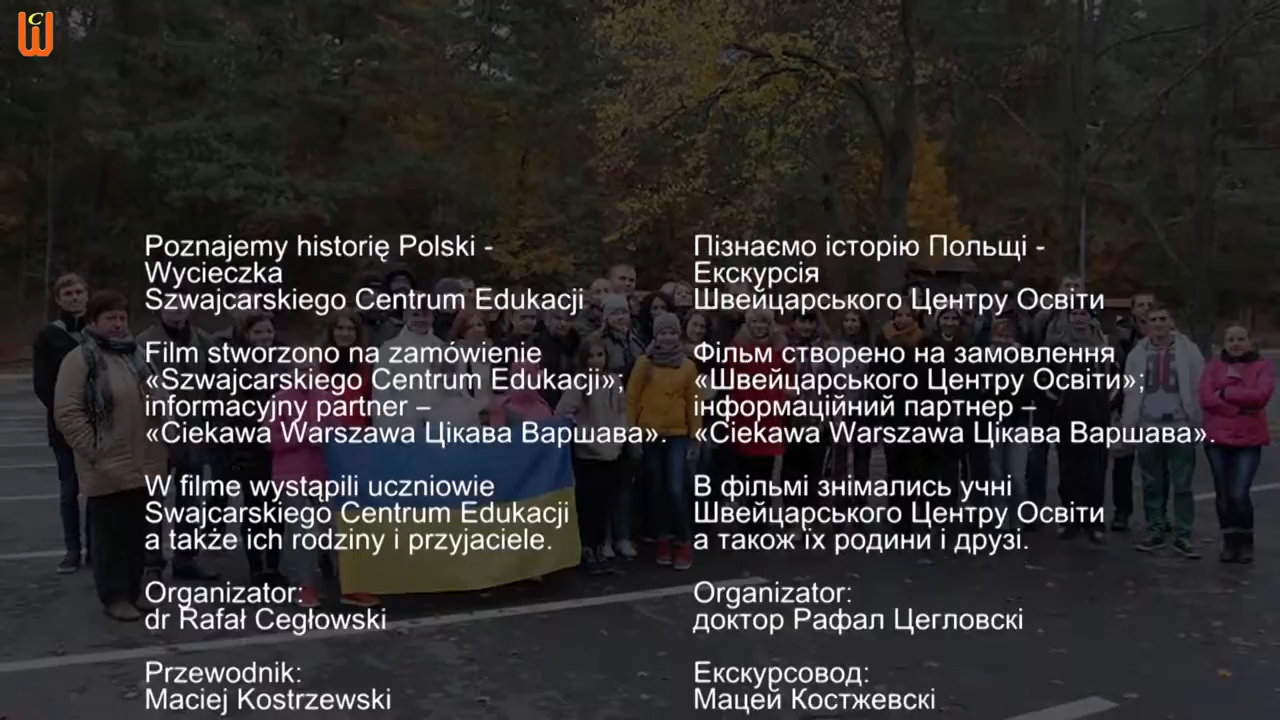 Poznajemy historię Polski -
Wycieczka
Szwajcarskiego Centrum Edukacji
Film stworzono na zamówienie
«Szwajcarskiego Centrum Edukacji»;
informacyjny partner –
«Ciekawa Warszawa Цікава Варшава».
W filme wystąpili uczniowie
Swajcarskiego Centrum Edukacji
a także ich rodziny i przyjaciele.
Organizator:
dr Rafał Cegłowski
Przewodnik:
Maciej Kostrzewski
Пізнаємо історію Польщі -
Екскурсія
Швейцарського Центру Освіти
Фільм створено на замовлення
«Швейцарського Центру Освіти»;
інформаційний партнер –
«Ciekawa Warszawa Цікава Варшава».
В фільмі знімались учні
Швейцарського Центру Освіти
а також їх родини і друзі.
Organizator:
доктор Рафал Цегловскі
Екскурсовод:
Мацей Костжевскі